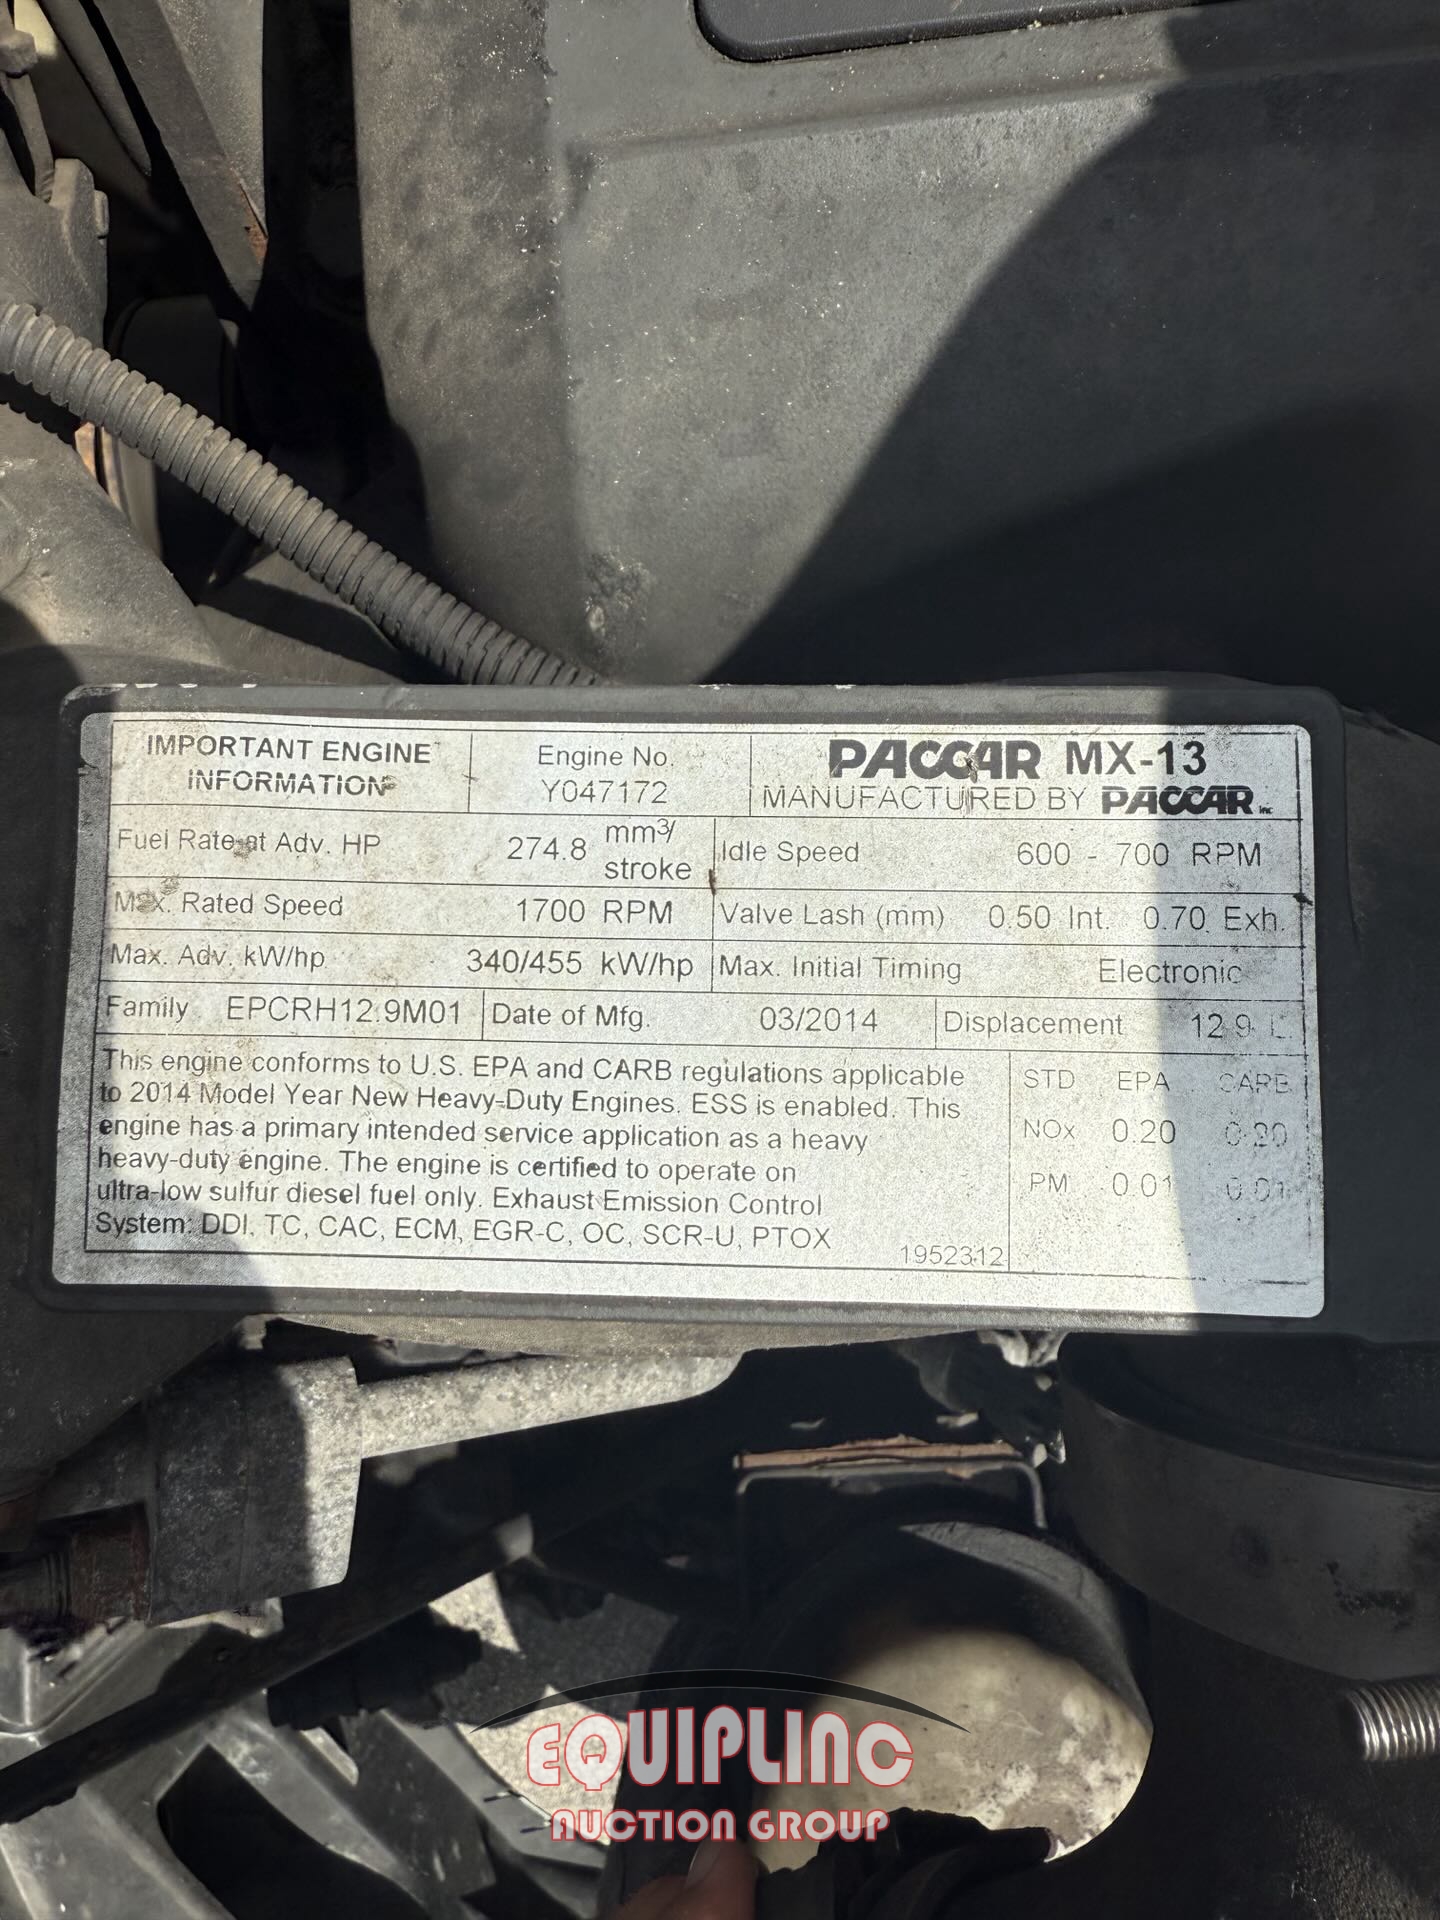 IMPORTANT ENGINE INFORMATION
Engine No. Y047172
PACCAR MX-13
MANUFACTURED BY PACCAR Inc
Fuel Rate at Adv. HP 274.8 mm3/ stroke
Idle Speed 600 - 700 RPM
Max. Rated Speed 1700 RPM
Valve Lash (mm) 0.50 Int. 0.70 Exh.
Max. Adv. kW/hp 340/455 kW/hp
Max. Initial Timing Electronic
Family EPCRH12.9M01
Date of Mfg. 03/2014
Displacement 12.9 L
This engine conforms to U.S. EPA and CARB regulations applicable
to 2014 Model Year New Heavy-Duty Engines. ESS is enabled. This
engine has a primary intended service application as a heavy
heavy-duty engine. The engine is certified to operate on
ultra-low sulfur diesel fuel only. Exhaust Emission Control
System: DDI, TC, CAC, ECM, EGR-C, OC, SCR-U, PTOX
1952312
STD EPA CARB
NOx 0.20 0.20
PM 0.01 0.01
EQUIPLINC
AUCTION GROUP